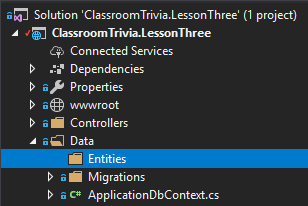 Solution 'ClassroomTrivia.LessonThree' (1 project)
ClassroomTrivia.LessonThree
Connected Services
Dependencies
Properties
wwwroot
Controllers
Data
Entities
Migrations
C# ApplicationDbContext.cs